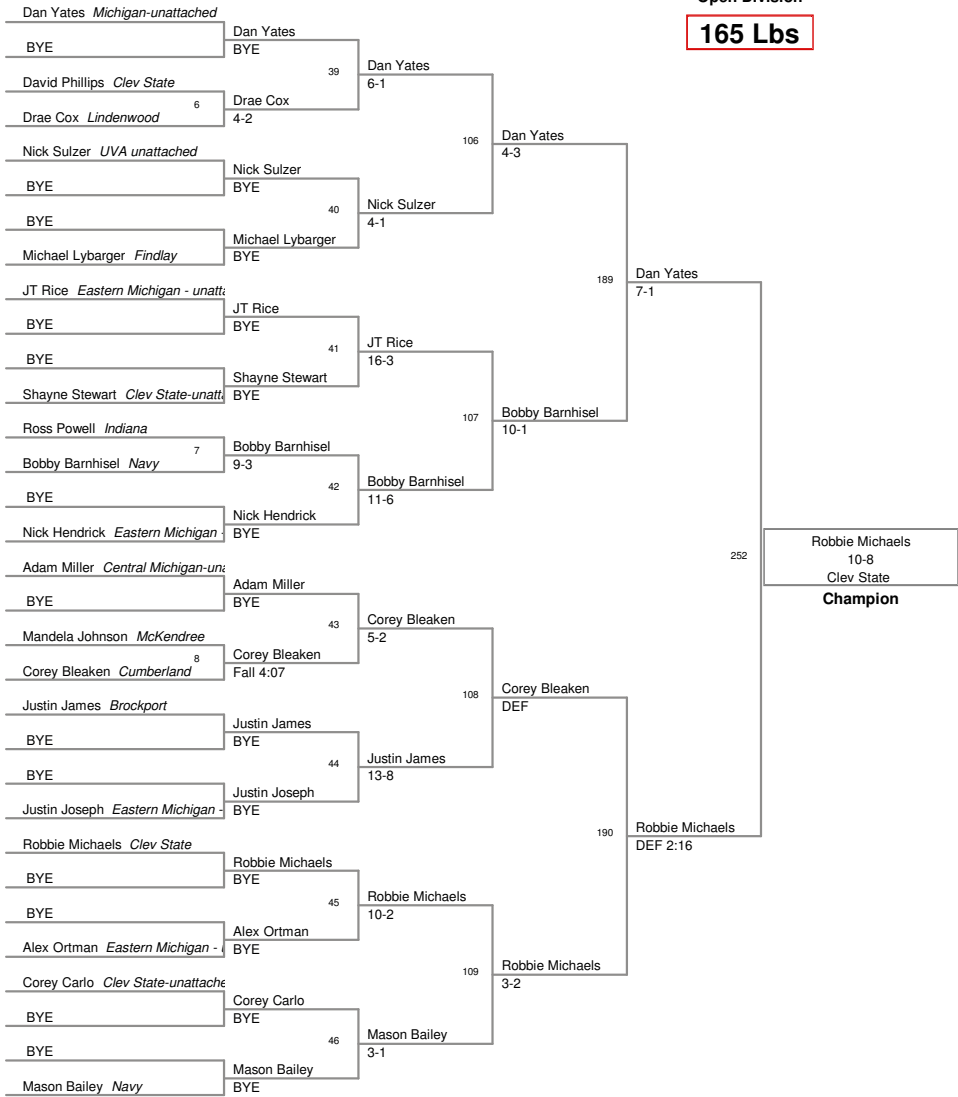 Open Division
165 Lbs
Dan Yates Michigan-unattached
BYE
David Phillips Clev State
6
Drae Cox Lindenwood
Nick Sulzer UVA unattached
BYE
BYE
Michael Lybarger Findlay
JT Rice Eastern Michigan - unatta
BYE
BYE
Shayne Stewart Clev State-unatta
Ross Powell Indiana
7
Bobby Barnhisel Navy
BYE
Nick Hendrick Eastern Michigan -
Adam Miller Central Michigan-una
BYE
Mandela Johnson McKendree
8
Corey Bleaken Cumberland
Justin James Brockport
BYE
BYE
Justin Joseph Eastern Michigan -
Robbie Michaels Clev State
BYE
BYE
Alex Ortman Eastern Michigan -
Corey Carlo Clev State-unattache
BYE
BYE
Mason Bailey Navy
Dan Yates
BYE
39
Drae Cox
4-2
Nick Sulzer
BYE
40
Michael Lybarger
BYE
JT Rice
BYE
41
Shayne Stewart
BYE
Bobby Barnhisel
9-3
42
Nick Hendrick
BYE
Adam Miller
BYE
43
Corey Bleaken
Fall 4:07
Justin James
BYE
44
Justin Joseph
BYE
Robbie Michaels
BYE
45
Alex Ortman
BYE
Corey Carlo
BYE
46
Mason Bailey
BYE
Dan Yates
6-1
106
Nick Sulzer
4-1
JT Rice
16-3
107
Bobby Barnhisel
11-6
Corey Bleaken
5-2
108
Justin James
13-8
Robbie Michaels
10-2
109
Mason Bailey
3-1
Dan Yates
4-3
189
Bobby Barnhisel
10-1
Corey Bleaken
DEF
190
Robbie Michaels
3-2
Dan Yates
7-1
252
Robbie Michaels
DEF 2:16
Robbie Michaels
10-8
Clev State
Champion